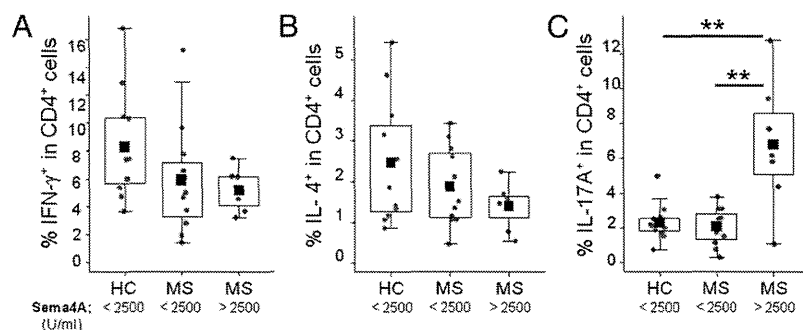 A
% IFN-γ⁺ in CD4⁺ cells
16
14
12
10
8
6
4
2
0
HC MS MS
Sema4A; < 2500 < 2500 > 2500
(U/ml)
B
% IL- 4⁺ in CD4⁺ cells
5
4
3
2
1
0
HC MS MS
< 2500 < 2500 > 2500
C
% IL-17A⁺ in CD4⁺ cells
12
10
8
6
4
2
0
**
**
HC MS MS
< 2500 < 2500 > 2500